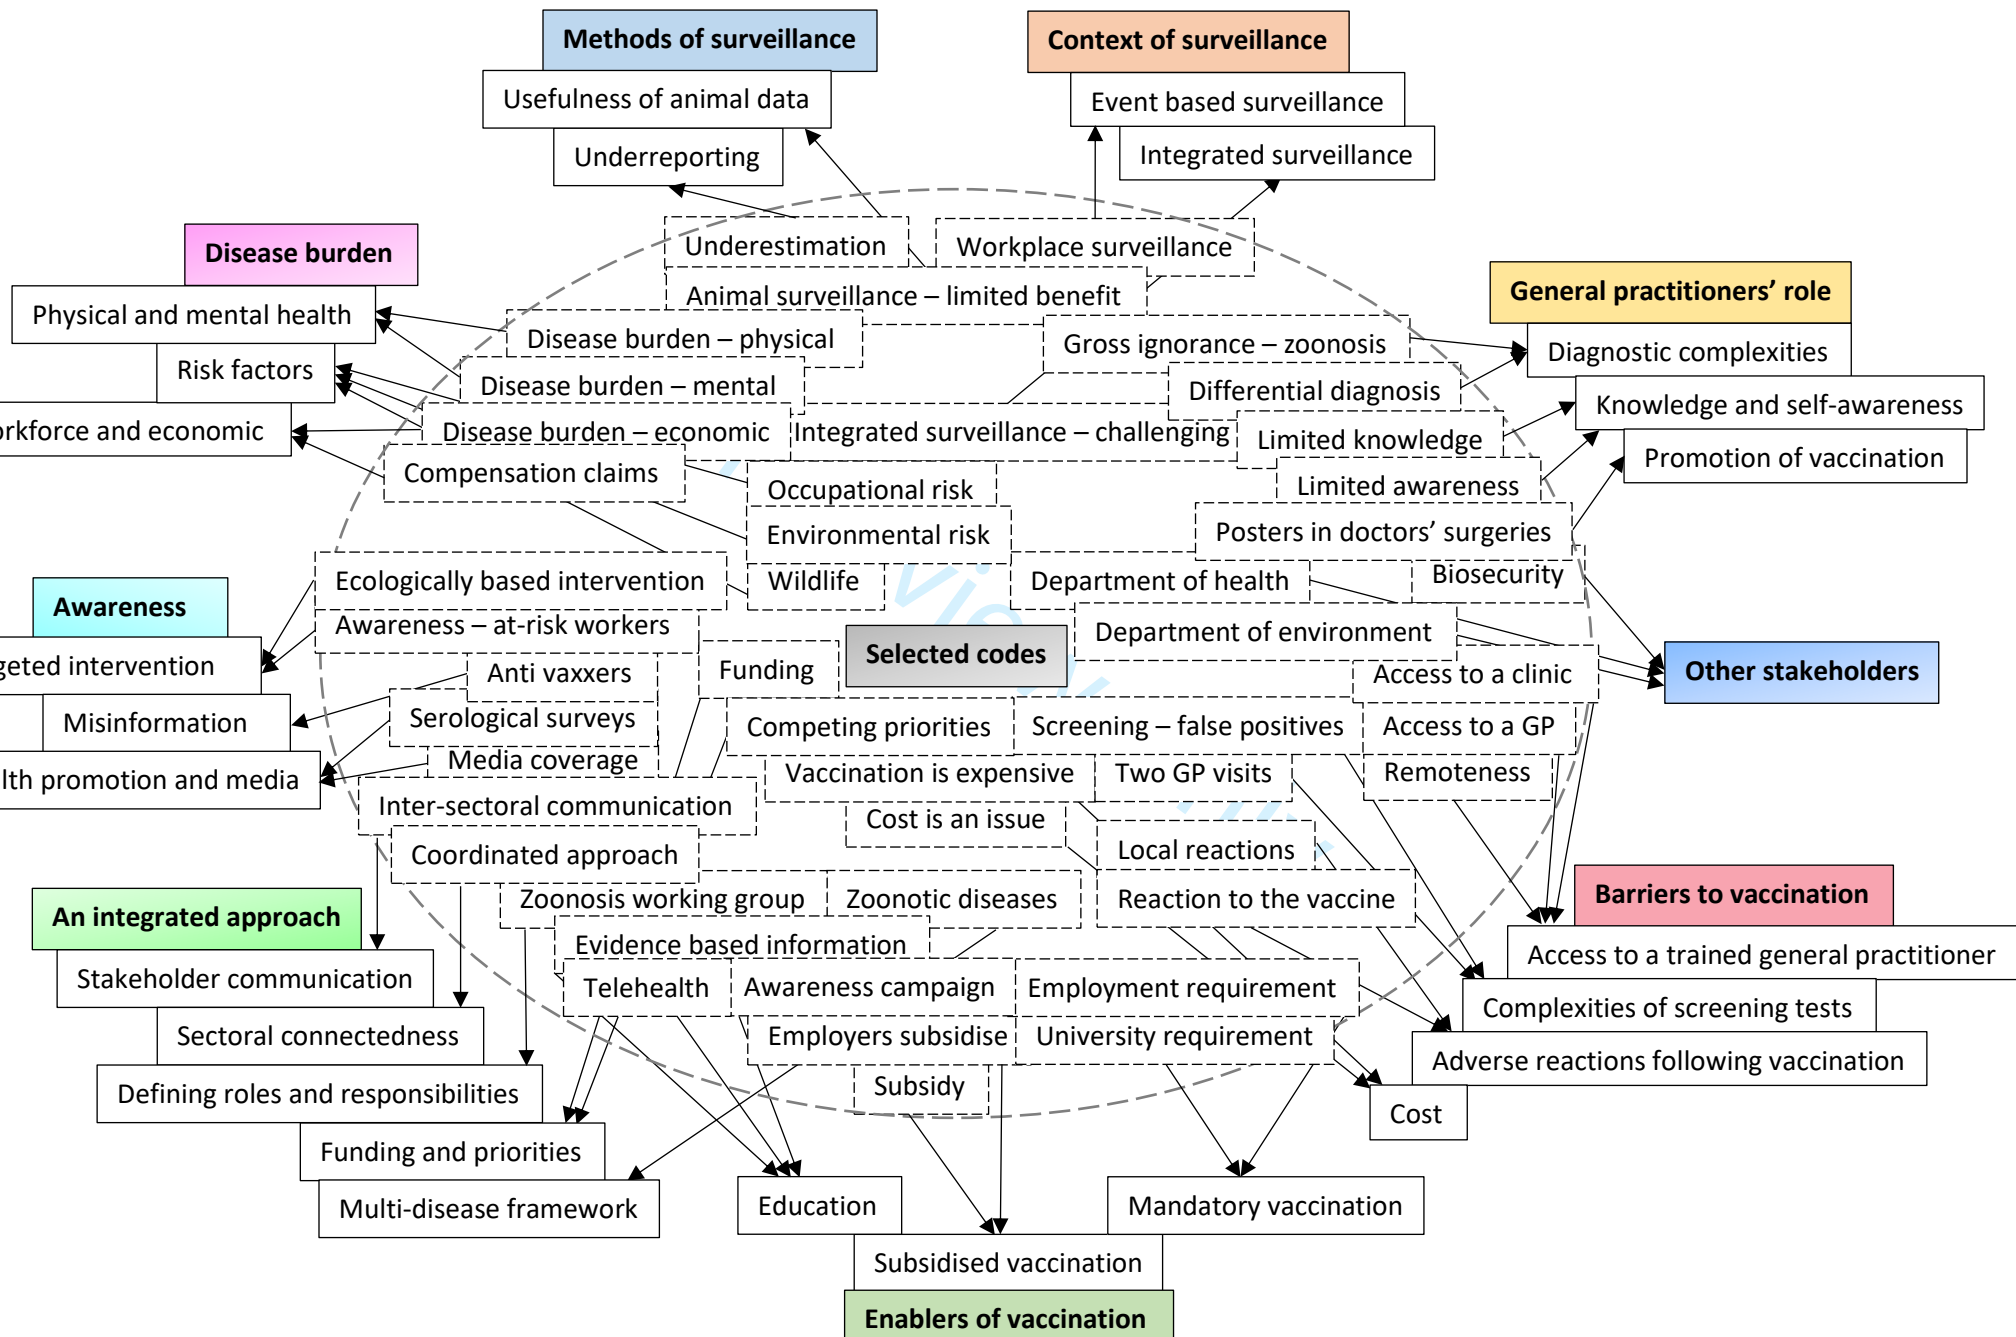 Methods of surveillance
Usefulness of animal data
Underreporting
Context of surveillance
Event based surveillance
Integrated surveillance
Disease burden
Physical and mental health
Risk factors
orkforce and economic
General practitioners’ role
Diagnostic complexities
Knowledge and self-awareness
Promotion of vaccination
Underestimation
Workplace surveillance
Animal surveillance – limited benefit
Disease burden – physical
Gross ignorance – zoonosis
Disease burden – mental
Differential diagnosis
Disease burden – economic
Integrated surveillance – challenging
Limited knowledge
Compensation claims
Occupational risk
Limited awareness
Environmental risk
Posters in doctors’ surgeries
Ecologically based intervention
Wildlife
Department of health
Biosecurity
Awareness – at-risk workers
Department of environment
Anti vaxxers
Funding
Selected codes
Access to a clinic
Serological surveys
Competing priorities
Screening – false positives
Access to a GP
Media coverage
Vaccination is expensive
Two GP visits
Remoteness
Inter-sectoral communication
Cost is an issue
Coordinated approach
Local reactions
Zoonosis working group
Zoonotic diseases
Reaction to the vaccine
Evidence based information
Telehealth
Awareness campaign
Employment requirement
Employers subsidise
University requirement
Subsidy
Awareness
geted intervention
Misinformation
lth promotion and media
Other stakeholders
An integrated approach
Stakeholder communication
Sectoral connectedness
Defining roles and responsibilities
Funding and priorities
Multi-disease framework
Barriers to vaccination
Access to a trained general practitioner
Complexities of screening tests
Adverse reactions following vaccination
Cost
Education
Mandatory vaccination
Subsidised vaccination
Enablers of vaccination